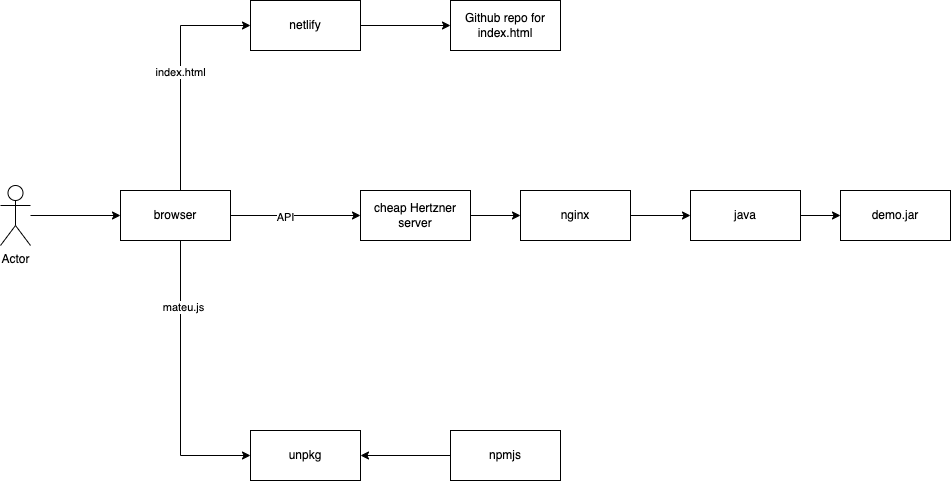 netlify
Github repo for
index.html
index.html
Actor
browser
API
cheap Hertzner
server
nginx
java
demo.jar
mateu.js
unpkg
npmjs